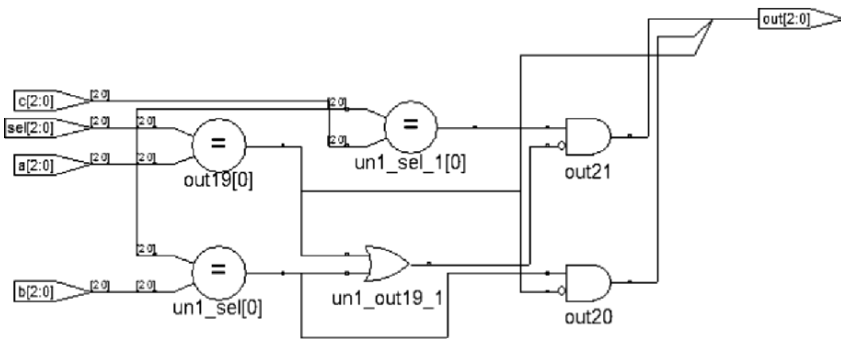 out[2:0]
c[2:0]
[2:0]
[2:0]
sel[2:0]
[2:0]
[2:0]
=
=
[2:0]
a[2:0]
[2:0]
[2:0]
un1_sel_1[0]
out19[0]
out21
[2:0]
=
b[2:0]
[2:0]
[2:0]
un1_sel[0]
un1_out19_1
out20